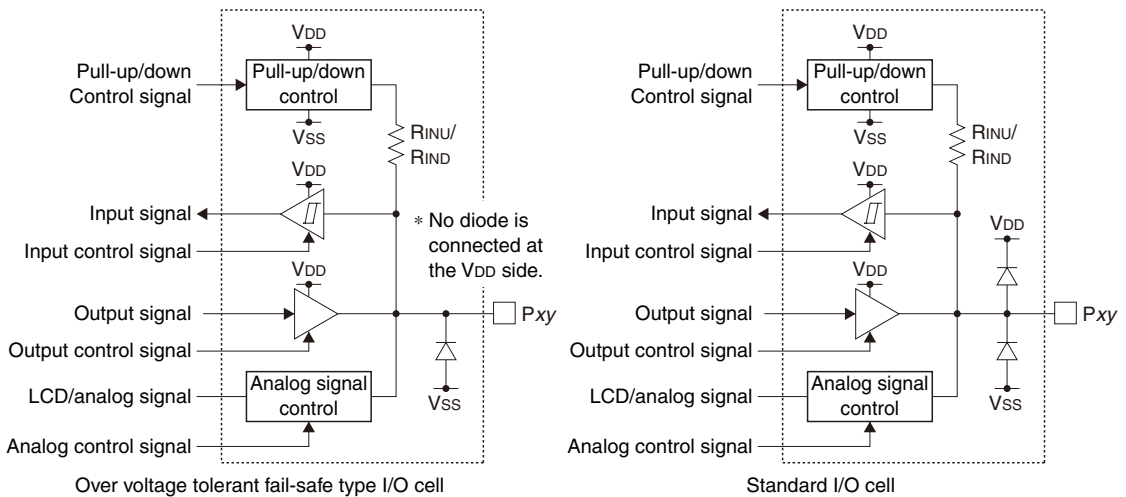 VDD
Pull-up/down
Control signal
Pull-up/down
control
VSS
RINU/
RIND
VDD
Input signal
Input control signal
* No diode is
connected at
the VDD side.
VDD
Output signal
Output control signal
Pxy
LCD/analog signal
Analog signal
control
VSS
Analog control signal
Over voltage tolerant fail-safe type I/O cell
VDD
Pull-up/down
Control signal
Pull-up/down
control
VSS
RINU/
RIND
VDD
Input signal
Input control signal
VDD
VDD
Output signal
Output control signal
Pxy
LCD/analog signal
Analog signal
control
VSS
Analog control signal
Standard I/O cell